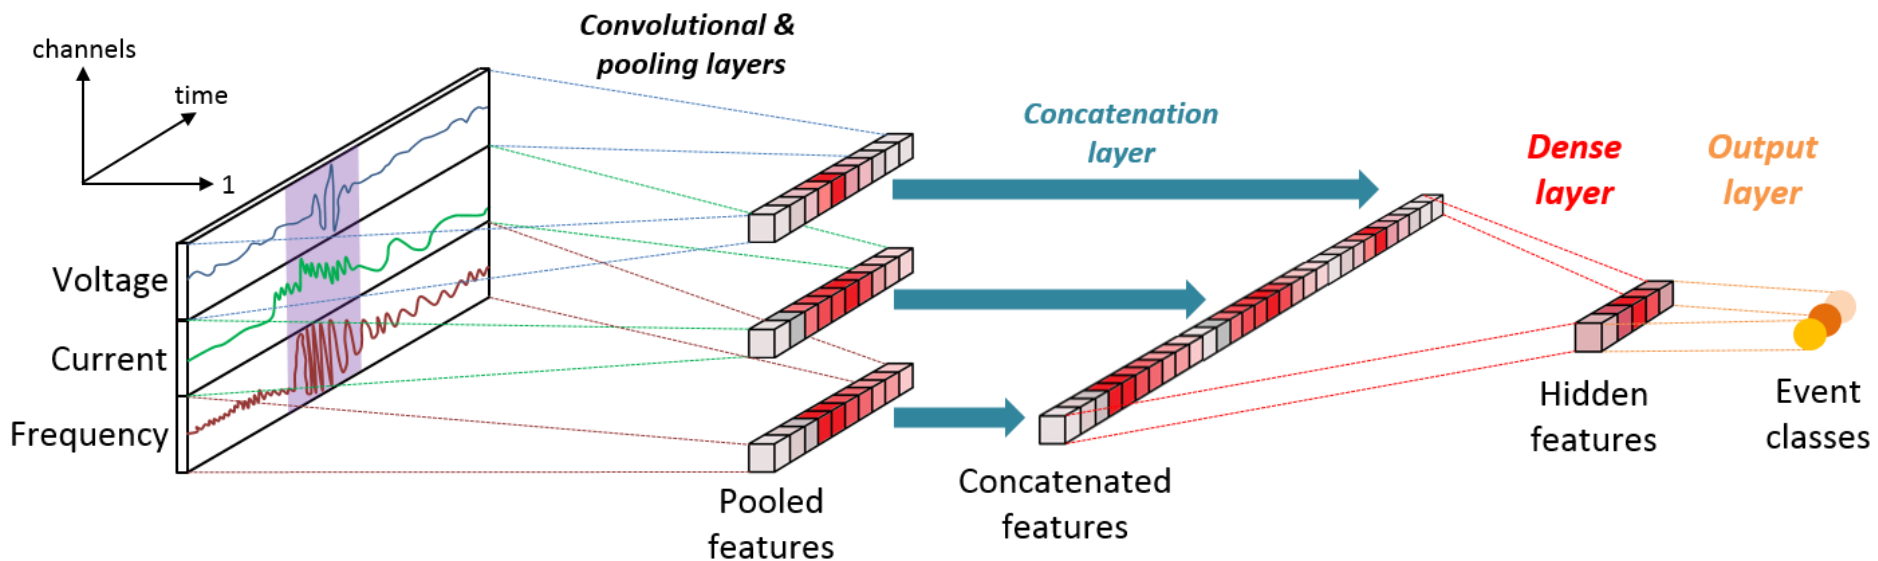 channels
time
1
Voltage
Current
Frequency
Convolutional &
pooling layers
Pooled
features
Concatenation
layer
Concatenated
features
Dense
layer
Hidden
features
Output
layer
Event
classes